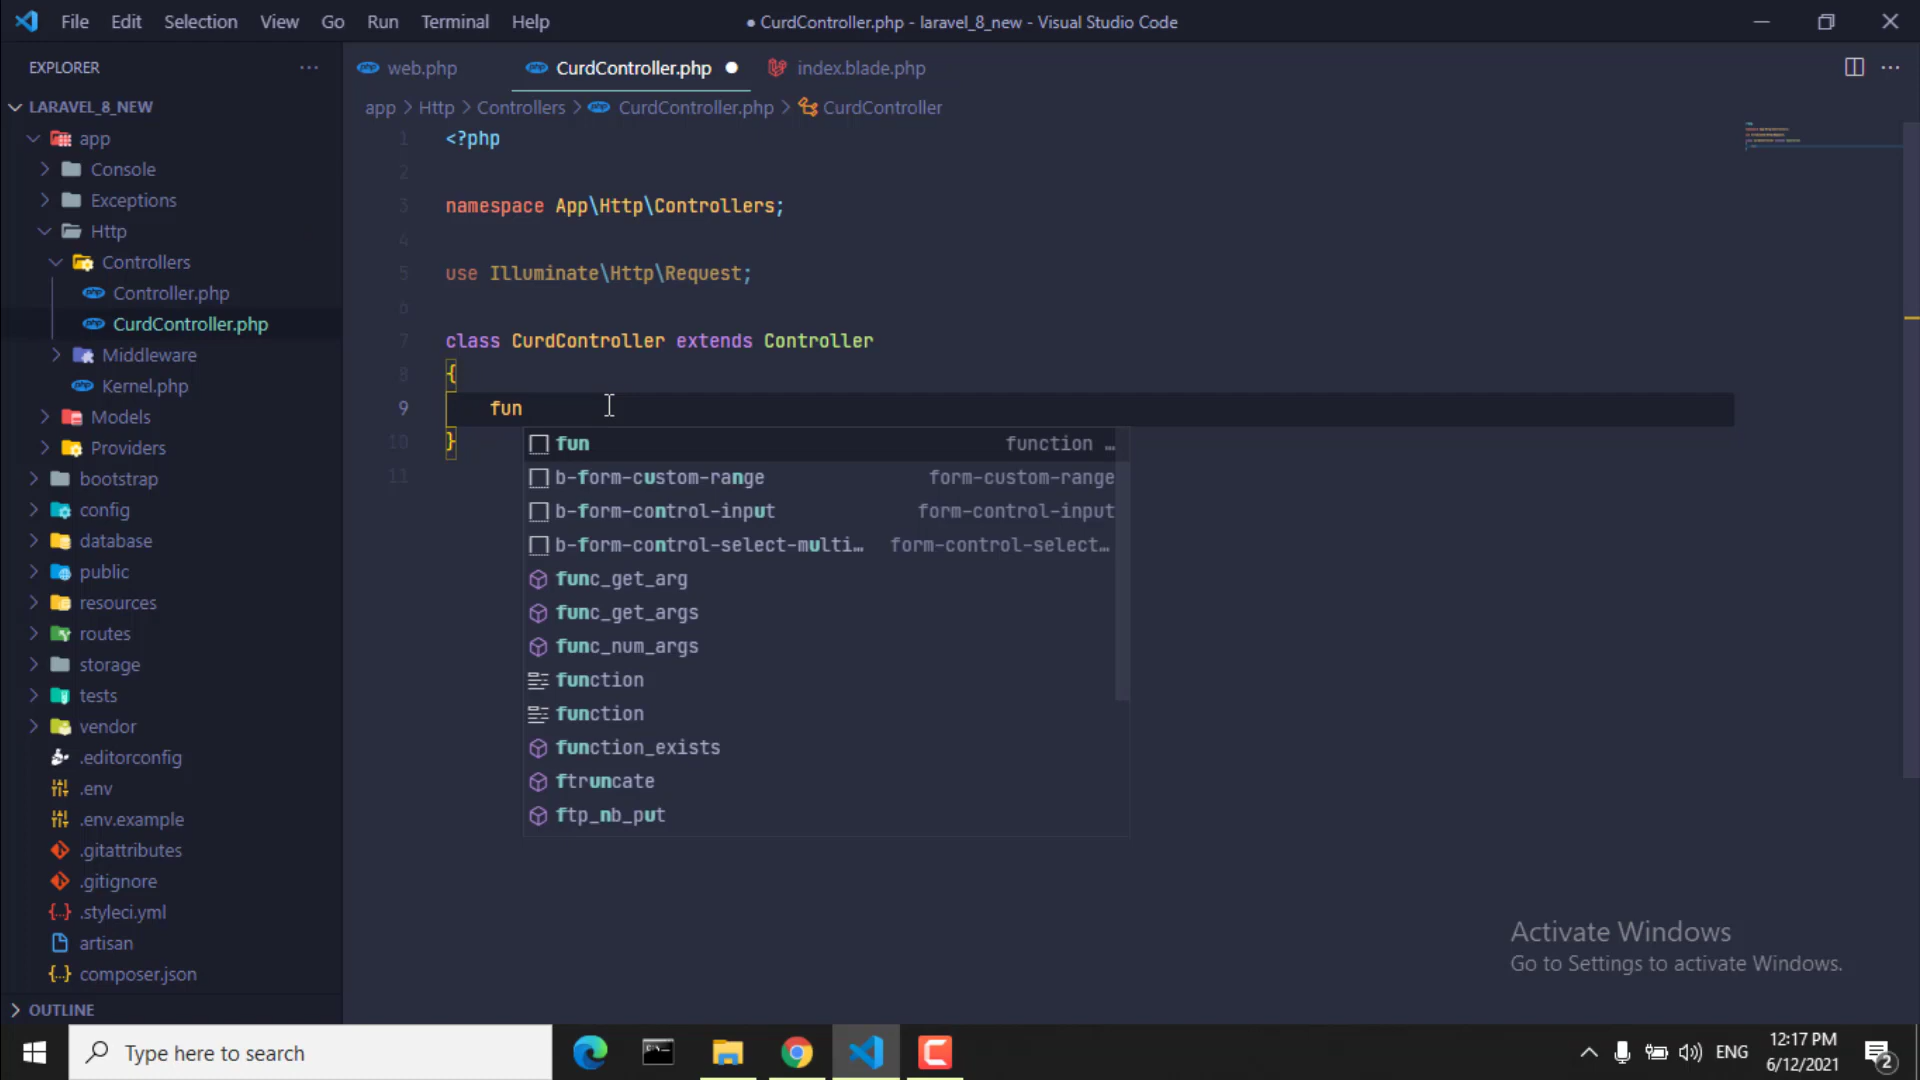 File Edit Selection View Go Run Terminal Help
● CurdController.php - laravel_8_new - Visual Studio Code
EXPLORER
LARAVEL_8_NEW
app
Console
Exceptions
Http
Controllers
Controller.php
CurdController.php
Middleware
Kernel.php
Models
Providers
bootstrap
config
database
public
resources
routes
storage
tests
vendor
.editorconfig
.env
.env.example
.gitattributes
.gitignore
.styleci.yml
artisan
composer.json
OUTLINE
web.php CurdController.php ● index.blade.php
app > Http > Controllers > CurdController.php > CurdController
1 <?php
2
3 namespace App\Http\Controllers;
4
5 use Illuminate\Http\Request;
6
7 class CurdController extends Controller
8 {
9 fun
10 }
11
fun function …
b-form-custom-range form-custom-range
b-form-control-input form-control-input
b-form-control-select-multi… form-control-select…
func_get_arg
func_get_args
func_num_args
function
function
function_exists
ftruncate
ftp_nb_put
Activate Windows
Go to Settings to activate Windows.
Type here to search
ENG
12:17 PM
6/12/2021
2